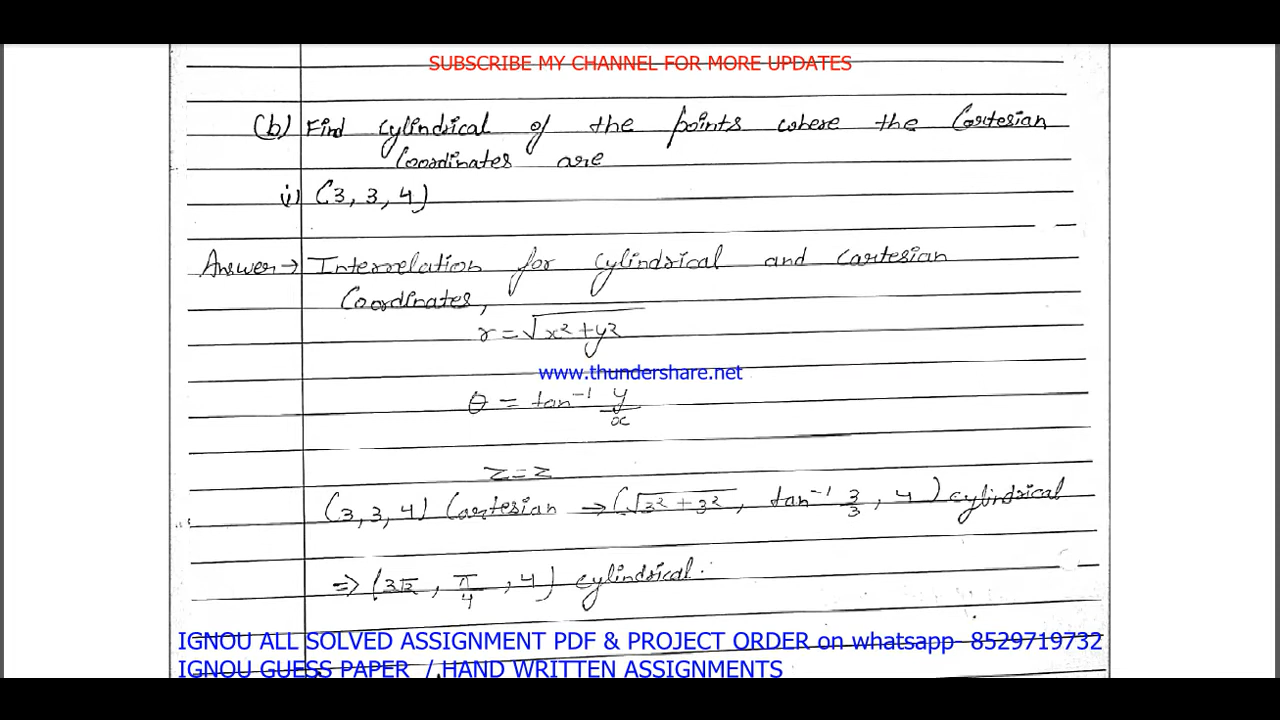 SUBSCRIBE MY CHANNEL FOR MORE UPDATES
(b) Find cylindrical of the points where the Cartesian
Coordinates are
i) (3, 3, 4)
Answer → Interrelation for cylindrical and cartesian
Coordinates,
r = √x² + y²
www.thundershare.net
θ = tan⁻¹ y/x
z = z
(3, 3, 4) Cartesian → (√3² + 3², tan⁻¹ 3/3, 4) cylindrical
⇒ (3√2, π/4, 4) cylindrical.
IGNOU ALL SOLVED ASSIGNMENT PDF & PROJECT ORDER on whatsapp- 8529719732
IGNOU GUESS PAPER / HAND WRITTEN ASSIGNMENTS